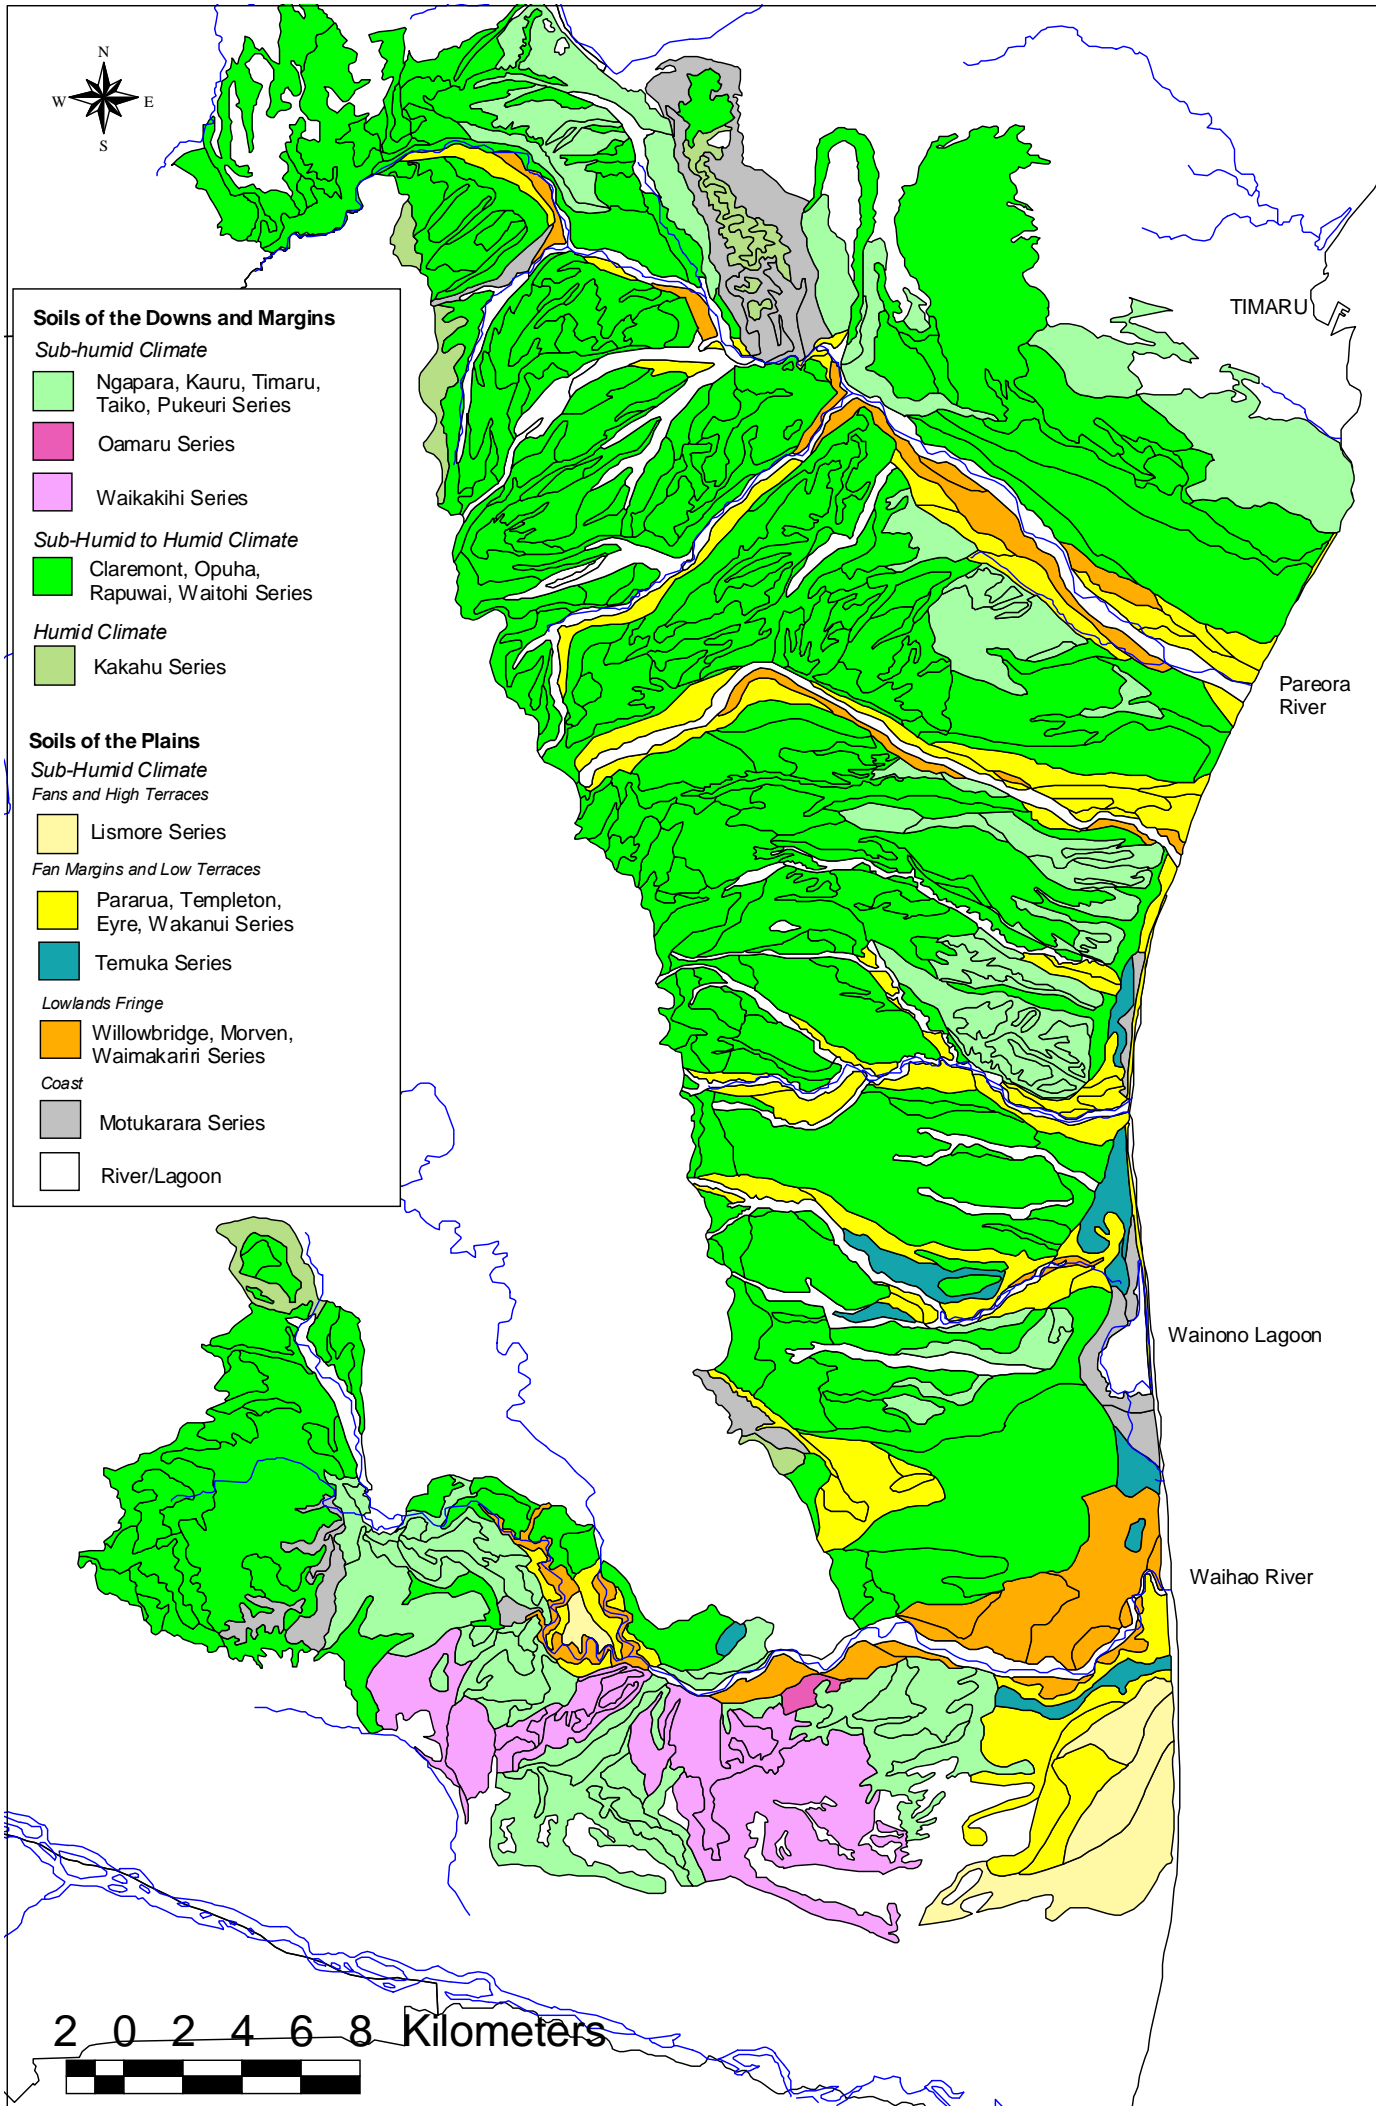 N
W
E
S
TIMARU
Soils of the Downs and Margins
Sub-humid Climate
Ngapara, Kauru, Timaru,
Taiko, Pukeuri Series
Oamaru Series
Waikakihi Series
Sub-Humid to Humid Climate
Claremont, Opuha,
Rapuwai, Waitohi Series
Humid Climate
Kakahu Series
Soils of the Plains
Sub-Humid Climate
Fans and High Terraces
Lismore Series
Fan Margins and Low Terraces
Pararua, Templeton,
Eyre, Wakanui Series
Temuka Series
Lowlands Fringe
Willowbridge, Morven,
Waimakariri Series
Coast
Motukarara Series
River/Lagoon
Pareora
River
Wainono Lagoon
Waihao River
2 0 2 4 6 8 Kilometers